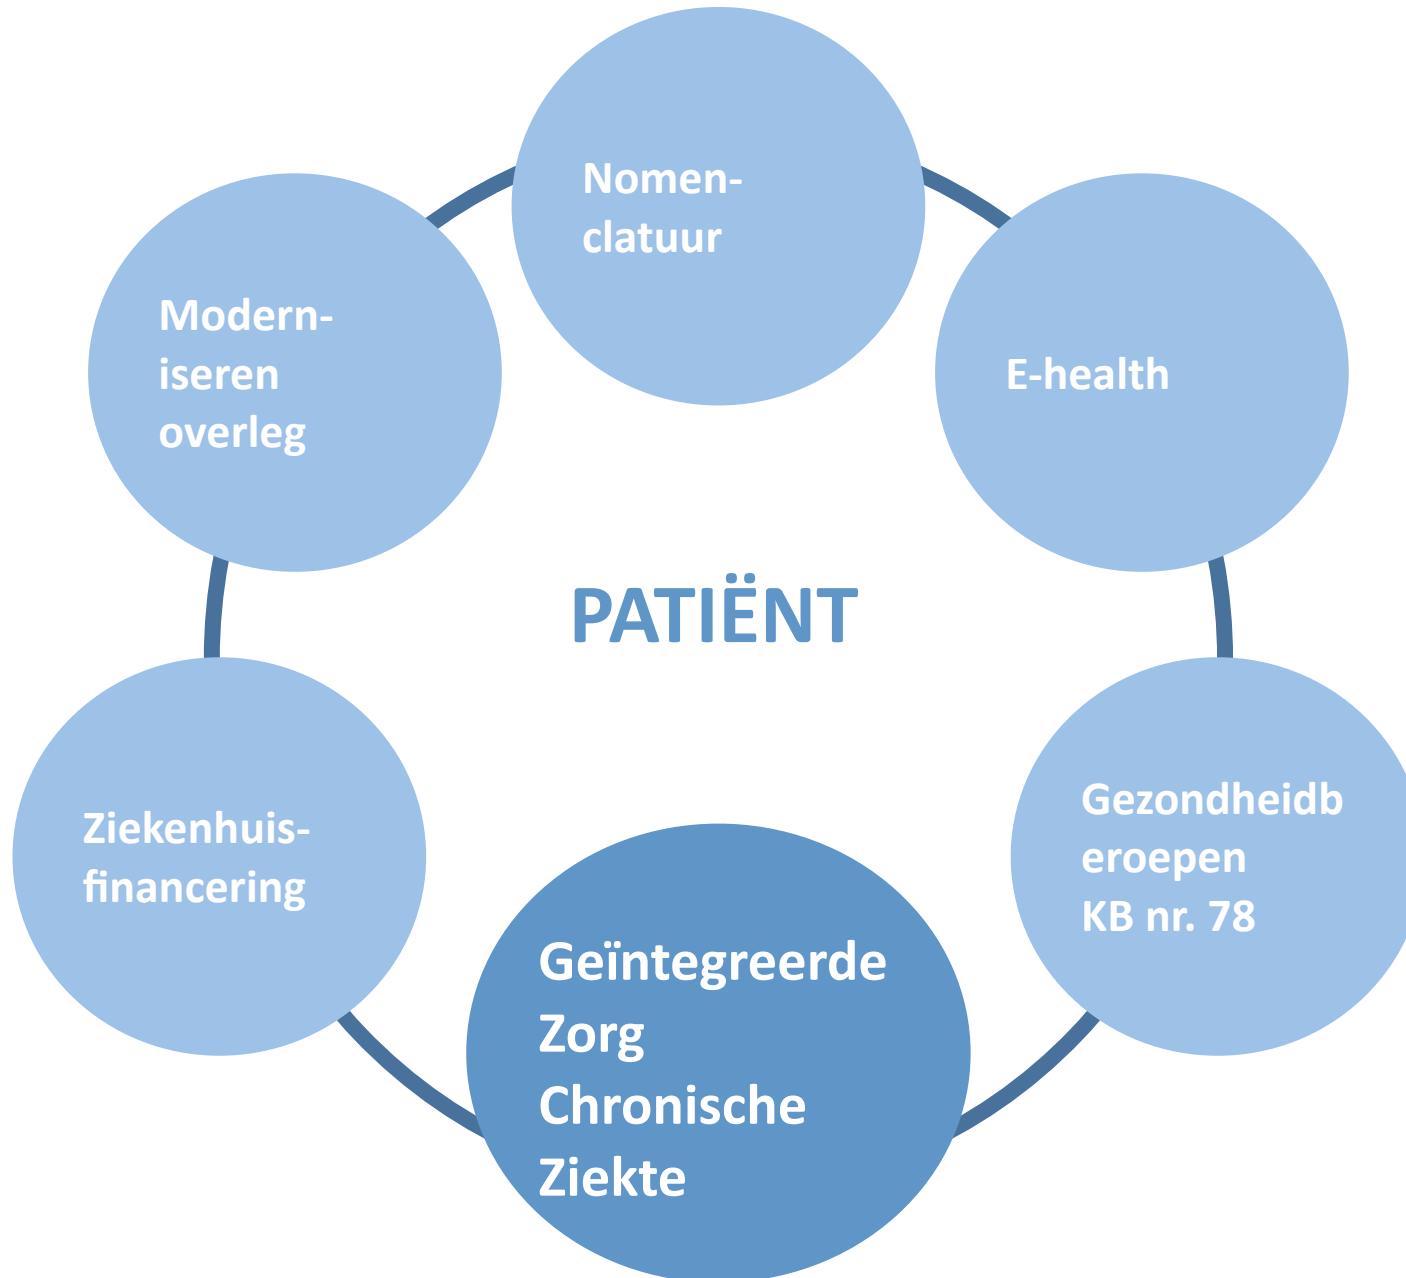 Nomen-
clatuur
E-health
Gezondheidb
eroepen
KB nr. 78
Geïntegreerde
Zorg
Chronische
Ziekte
Ziekenhuis-
financering
Modern-
iseren
overleg
PATIËNT